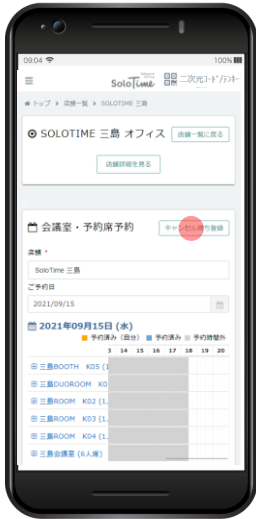 09:04 100%
SoloTime 二次元ｺｰﾄﾞ/ﾃﾝｷｰ
トップ > 店舗一覧 > SOLOTIME 三島
SOLOTIME 三島 オフィス 店舗一覧に戻る
店舗詳細を見る
会議室・予約席予約 キャンセル待ち登録
店舗 *
SoloTime 三島
ご予約日
2021/09/15
2021年09月15日 (水)
予約済み（自分） 予約済み 予約時間外
3 14 15 16 17 18 19 20
三島BOOTH K05 (1
三島DUOROOM K0
三島ROOM K02 (1.
三島ROOM K03 (1.
三島ROOM K04 (1.
三島会議室 (6人席)